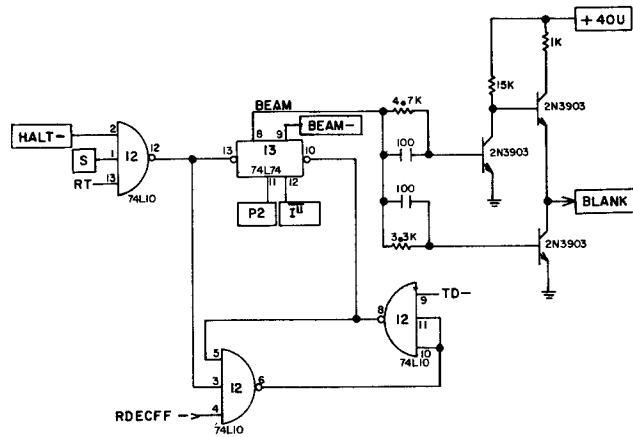 +40U
1K
15K
2N3903
BEAM
4.7K
8 9
BEAM-
HALT-
2
12
12
13
13
10
100
2N3903
S
1
74L74
RT
13
74L10
11 12
P2
I
100
BLANK
3.3K
2N3903
8
9
TD-
12
11
10
74L10
5
3
12
6
4
RDECFF
74L10